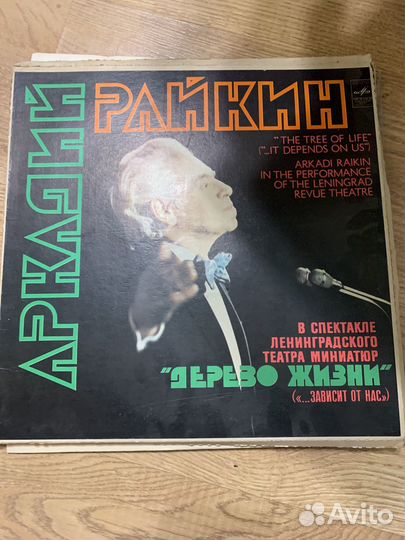 АРКАДИЙ
РАЙКИН
"THE TREE OF LIFE"
("...IT DEPENDS ON US")
ARKADI RAIKIN
IN THE PERFORMANCE
OF THE LENINGRAD
REVUE THEATRE
В СПЕКТАКЛЕ
ЛЕНИНГРАДСКОГО
ТЕАТРА МИНИАТЮР
"ДЕРЕВО ЖИЗНИ"
(«...ЗАВИСИТ ОТ НАС»)
Avito